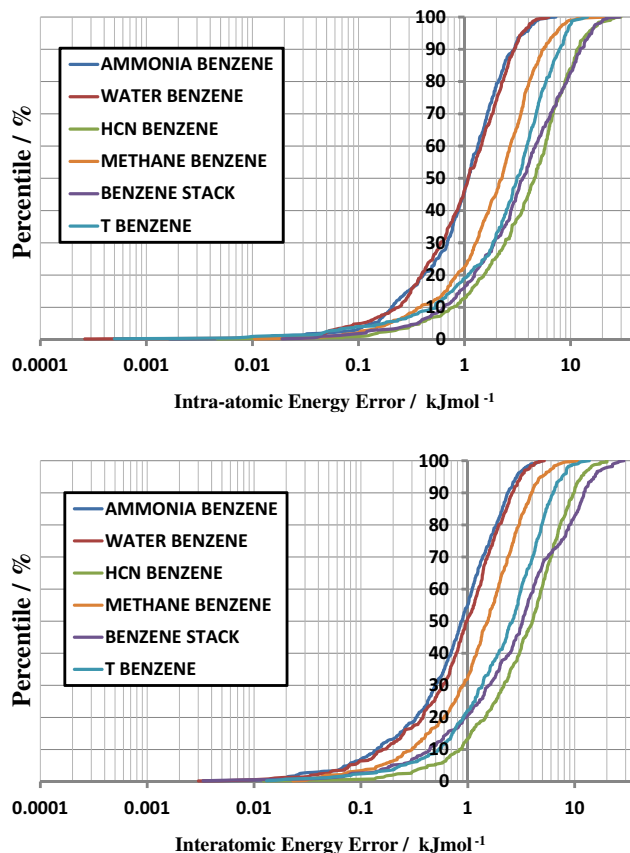 100
90
80
70
60
50
40
30
20
10
0
Percentile / %
AMMONIA BENZENE
WATER BENZENE
HCN BENZENE
METHANE BENZENE
BENZENE STACK
T BENZENE
0.0001 0.001 0.01 0.1 1 10
Intra-atomic Energy Error / kJmol⁻¹
100
90
80
70
60
50
40
30
20
10
0
Percentile / %
AMMONIA BENZENE
WATER BENZENE
HCN BENZENE
METHANE BENZENE
BENZENE STACK
T BENZENE
0.0001 0.001 0.01 0.1 1 10
Interatomic Energy Error / kJmol⁻¹